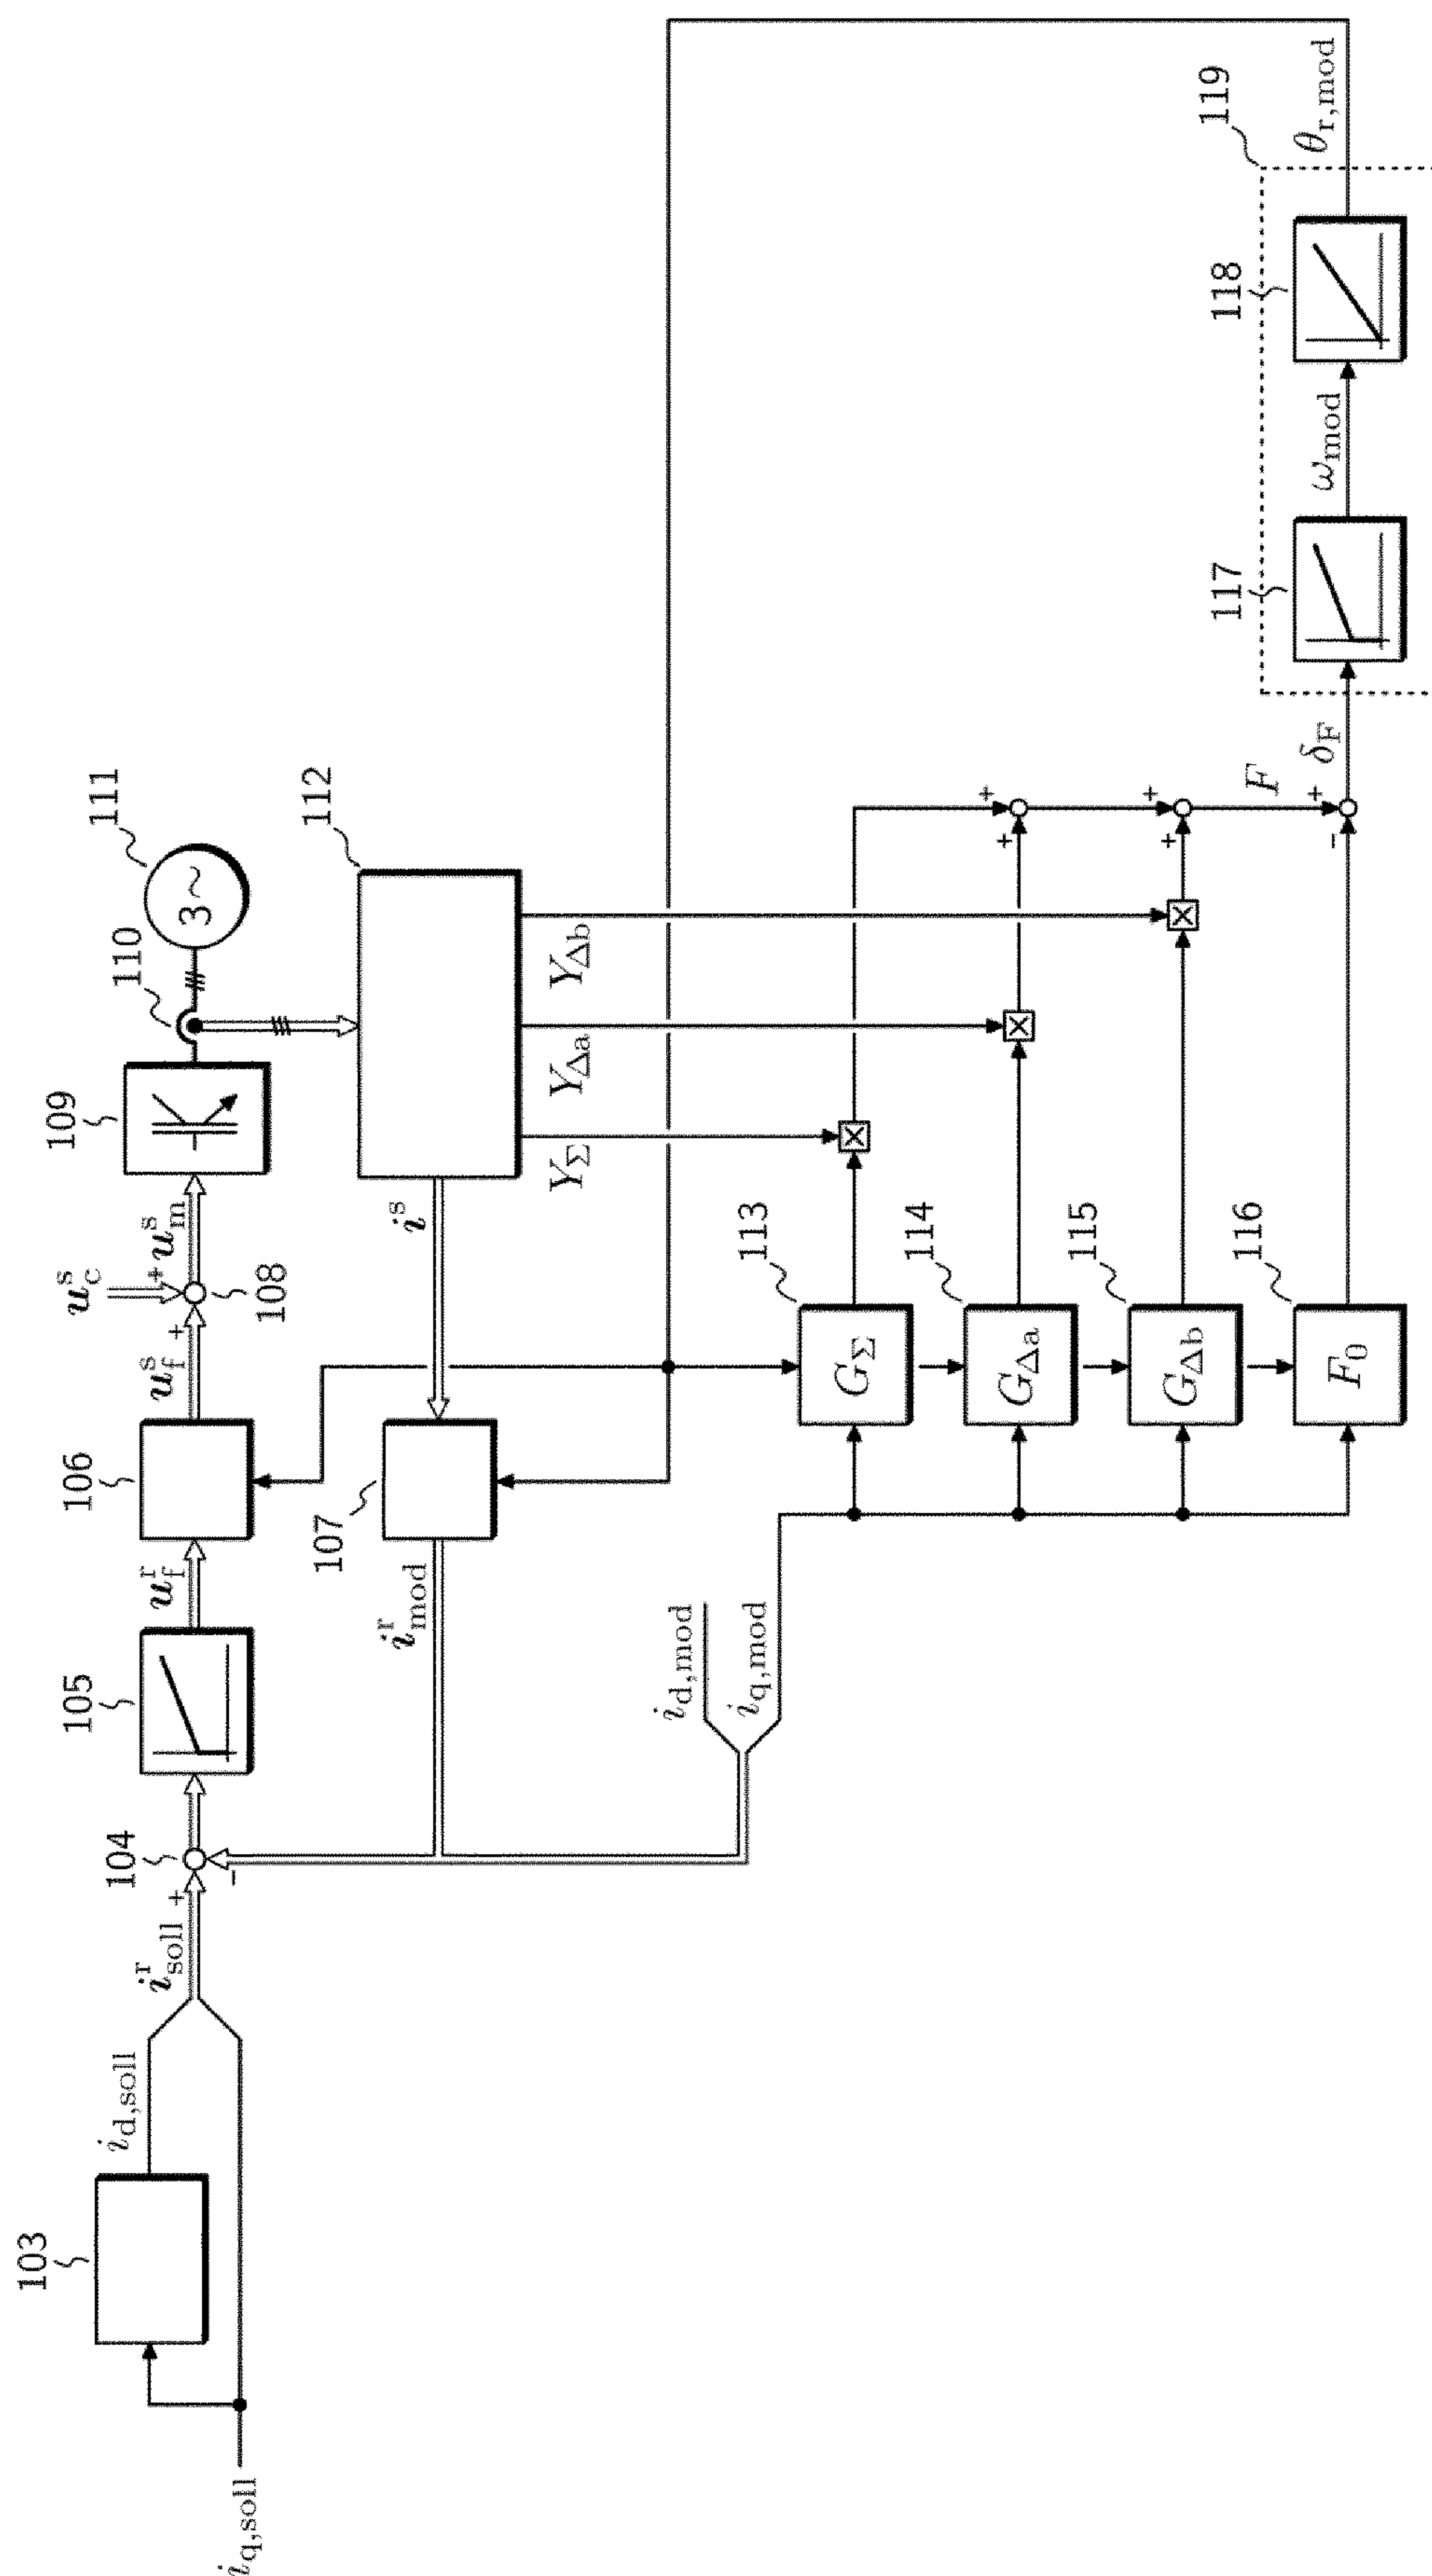 103
i_d,soll
i_q,soll
i^r_soll
+
−
104
105
u^r_f
106
u^s_f
+
u^s_c
+
108
u^s_m
109
110
111
3~
112
i^s
107
i^r_mod
Y_Σ
Y_Δa
Y_Δb
i_d,mod
i_q,mod
113
G_Σ
114
G_Δa
+
+
115
G_Δb
+
+
116
F_0
F
+
−
δ_F
117
ω_mod
118
119
θ_r,mod